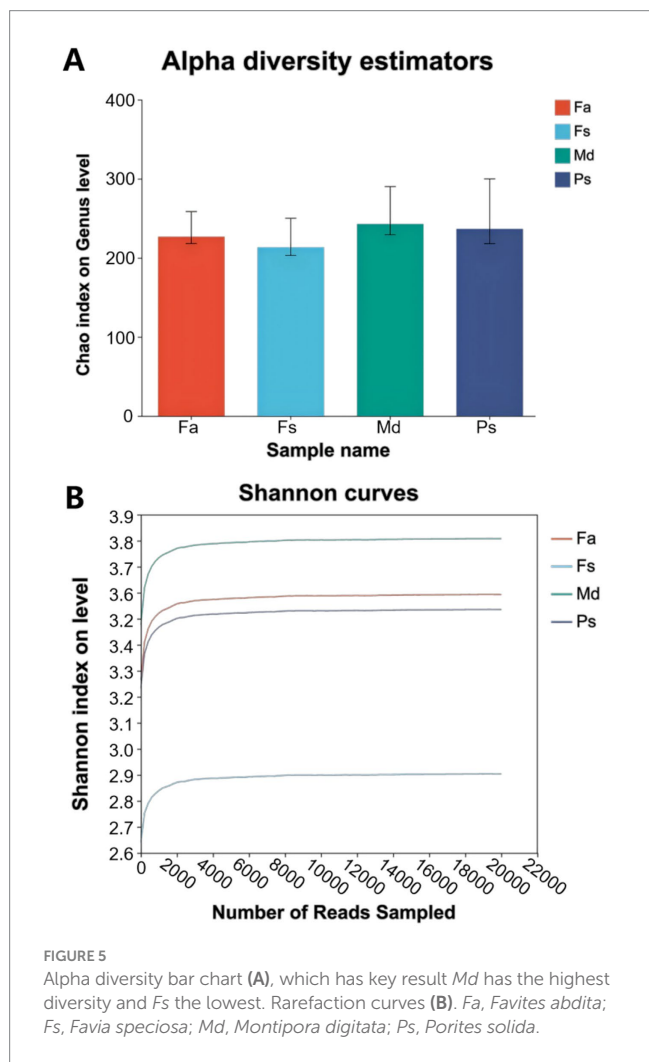 A
Alpha diversity estimators
Chao index on Genus level
400
300
200
100
0
Fa
Fs
Md
Ps
Sample name
Fa
Fs
Md
Ps
B
Shannon curves
Shannon index on level
3.9
3.8
3.7
3.6
3.2
3.4
3.3
3.2
3.1
3.0
2.9
2.8
2.7
2.6
0
2000
4000
6000
8000
10000
12000
14000
16000
18000
20000
22000
Number of Reads Sampled
Fa
Fs
Md
Ps
FIGURE 5
Alpha diversity bar chart (A), which has key result Md has the highest
diversity and Fs the lowest. Rarefaction curves (B). Fa, Favites abdita;
Fs, Favia speciosa; Md, Montipora digitata; Ps, Porites solida.